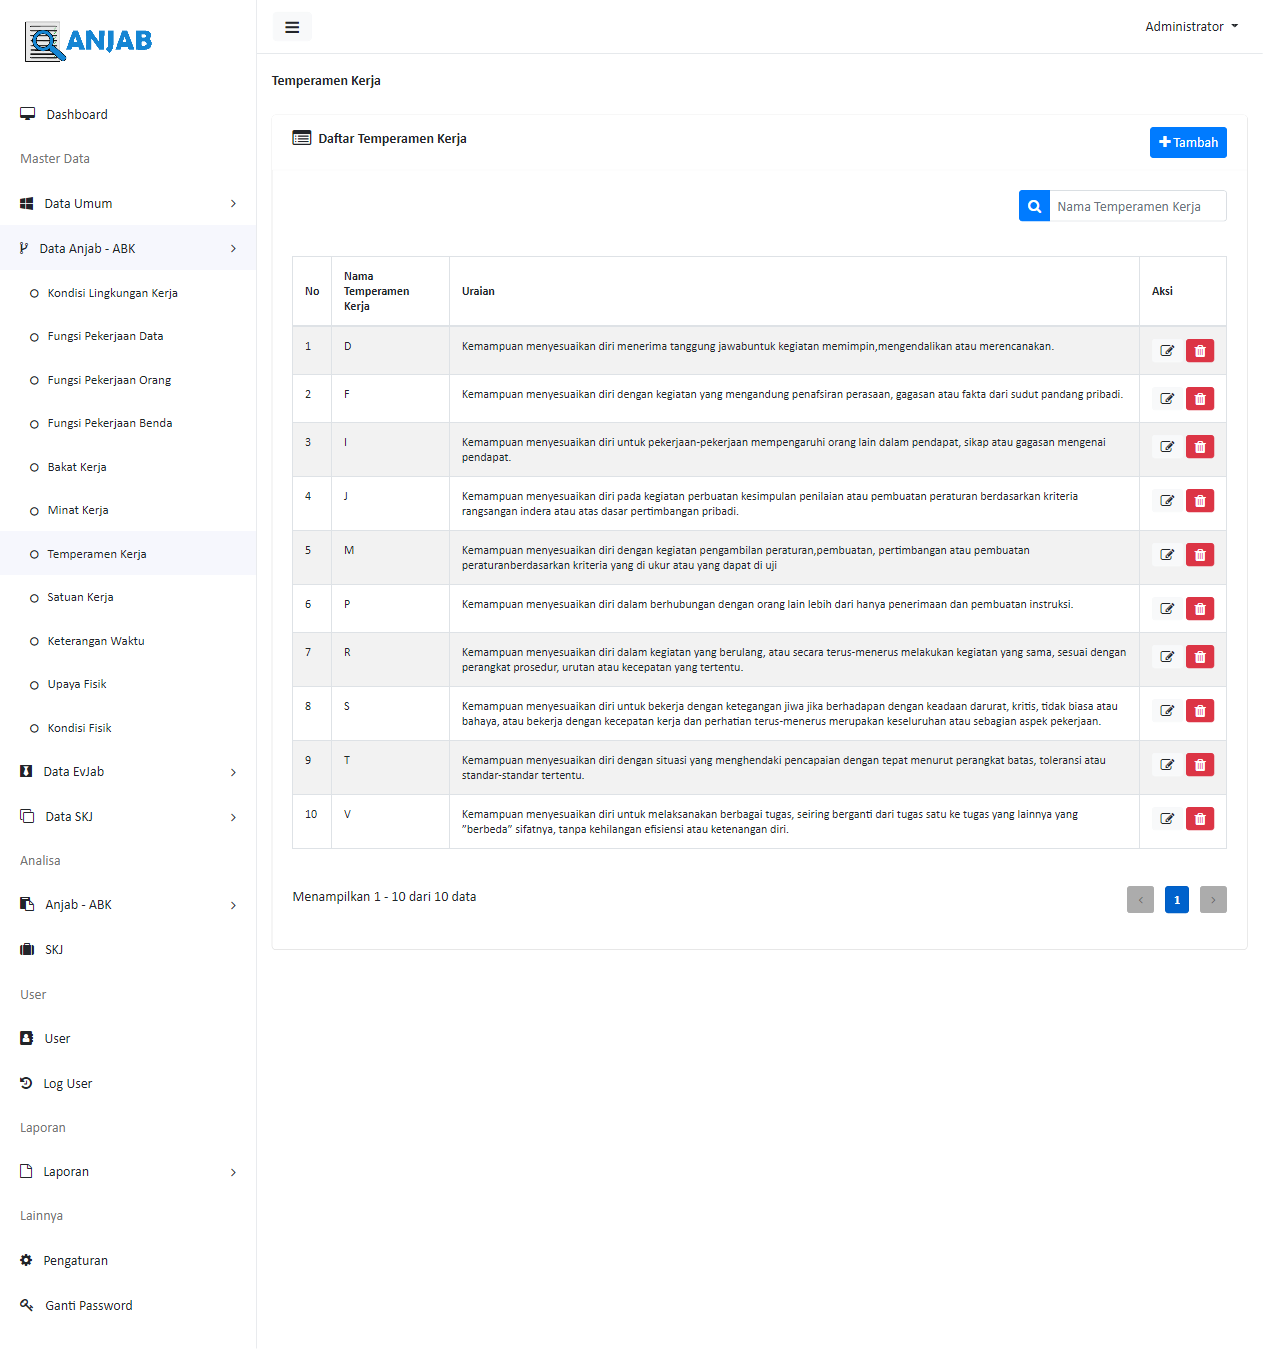 ANJAB
Administrator
Temperamen Kerja
Dashboard
Master Data
Data Umum
Data Anjab - ABK
Kondisi Lingkungan Kerja
Fungsi Pekerjaan Data
Fungsi Pekerjaan Orang
Fungsi Pekerjaan Benda
Bakat Kerja
Minat Kerja
Temperamen Kerja
Satuan Kerja
Keterangan Waktu
Upaya Fisik
Kondisi Fisik
Data EvJab
Data SKJ
Analisa
Anjab - ABK
SKJ
User
User
Log User
Laporan
Laporan
Lainnya
Pengaturan
Ganti Password
Daftar Temperamen Kerja
Tambah
Nama Temperamen Kerja
No
Nama
Temperamen
Kerja
Uraian
Aksi
1 D Kemampuan menyesuaikan diri menerima tanggung jawabuntuk kegiatan memimpin,mengendalikan atau merencanakan.
2 F Kemampuan menyesuaikan diri dengan kegiatan yang mengandung penafsiran perasaan, gagasan atau fakta dari sudut pandang pribadi.
3 I Kemampuan menyesuaikan diri untuk pekerjaan-pekerjaan mempengaruhi orang lain dalam pendapat, sikap atau gagasan mengenai
pendapat.
4 J Kemampuan menyesuaikan diri pada kegiatan perbuatan kesimpulan penilaian atau pembuatan peraturan berdasarkan kriteria
rangsangan indera atau atas dasar pertimbangan pribadi.
5 M Kemampuan menyesuaikan diri dengan kegiatan pengambilan peraturan,pembuatan, pertimbangan atau pembuatan
peraturanberdasarkan kriteria yang di ukur atau yang dapat di uji
6 P Kemampuan menyesuaikan diri dalam berhubungan dengan orang lain lebih dari hanya penerimaan dan pembuatan instruksi.
7 R Kemampuan menyesuaikan diri dalam kegiatan yang berulang, atau secara terus-menerus melakukan kegiatan yang sama, sesuai dengan
perangkat prosedur, urutan atau kecepatan yang tertentu.
8 S Kemampuan menyesuaikan diri untuk bekerja dengan ketegangan jiwa jika berhadapan dengan keadaan darurat, kritis, tidak biasa atau
bahaya, atau bekerja dengan kecepatan kerja dan perhatian terus-menerus merupakan keseluruhan atau sebagian aspek pekerjaan.
9 T Kemampuan menyesuaikan diri dengan situasi yang menghendaki pencapaian dengan tepat menurut perangkat batas, toleransi atau
standar-standar tertentu.
10 V Kemampuan menyesuaikan diri untuk melaksanakan berbagai tugas, seiring berganti dari tugas satu ke tugas yang lainnya yang
”berbeda” sifatnya, tanpa kehilangan efisiensi atau ketenangan diri.
Menampilkan 1 - 10 dari 10 data
‹ 1 ›